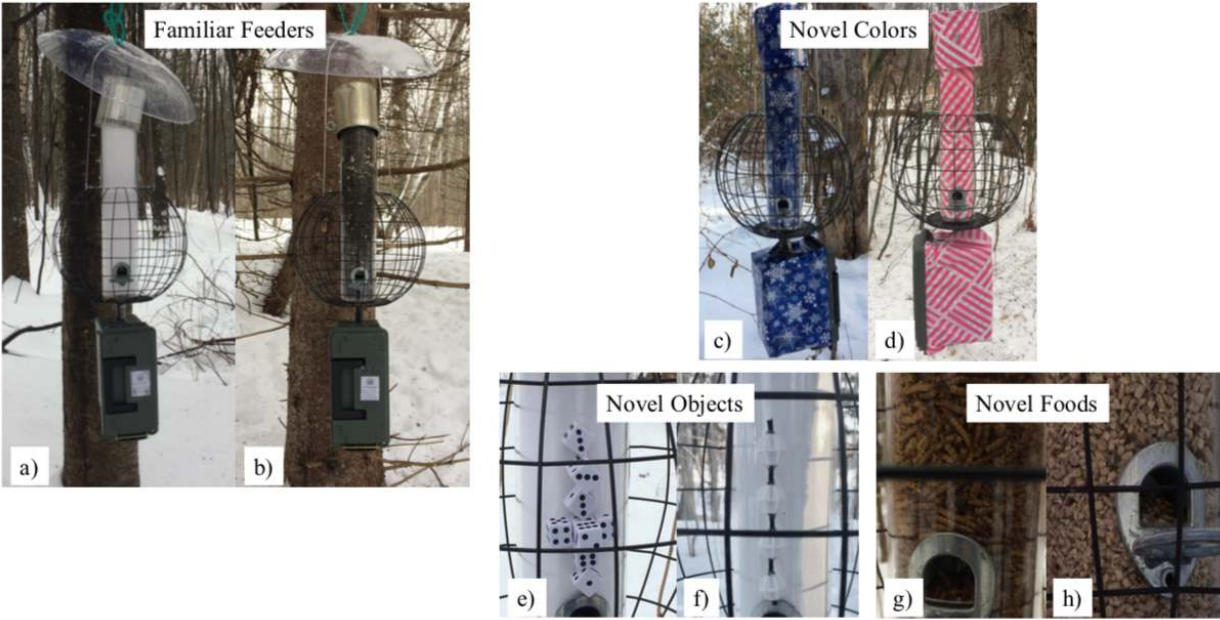 Familiar Feeders
a)
b)
Novel Colors
c)
d)
Novel Objects
e)
f)
Novel Foods
g)
h)